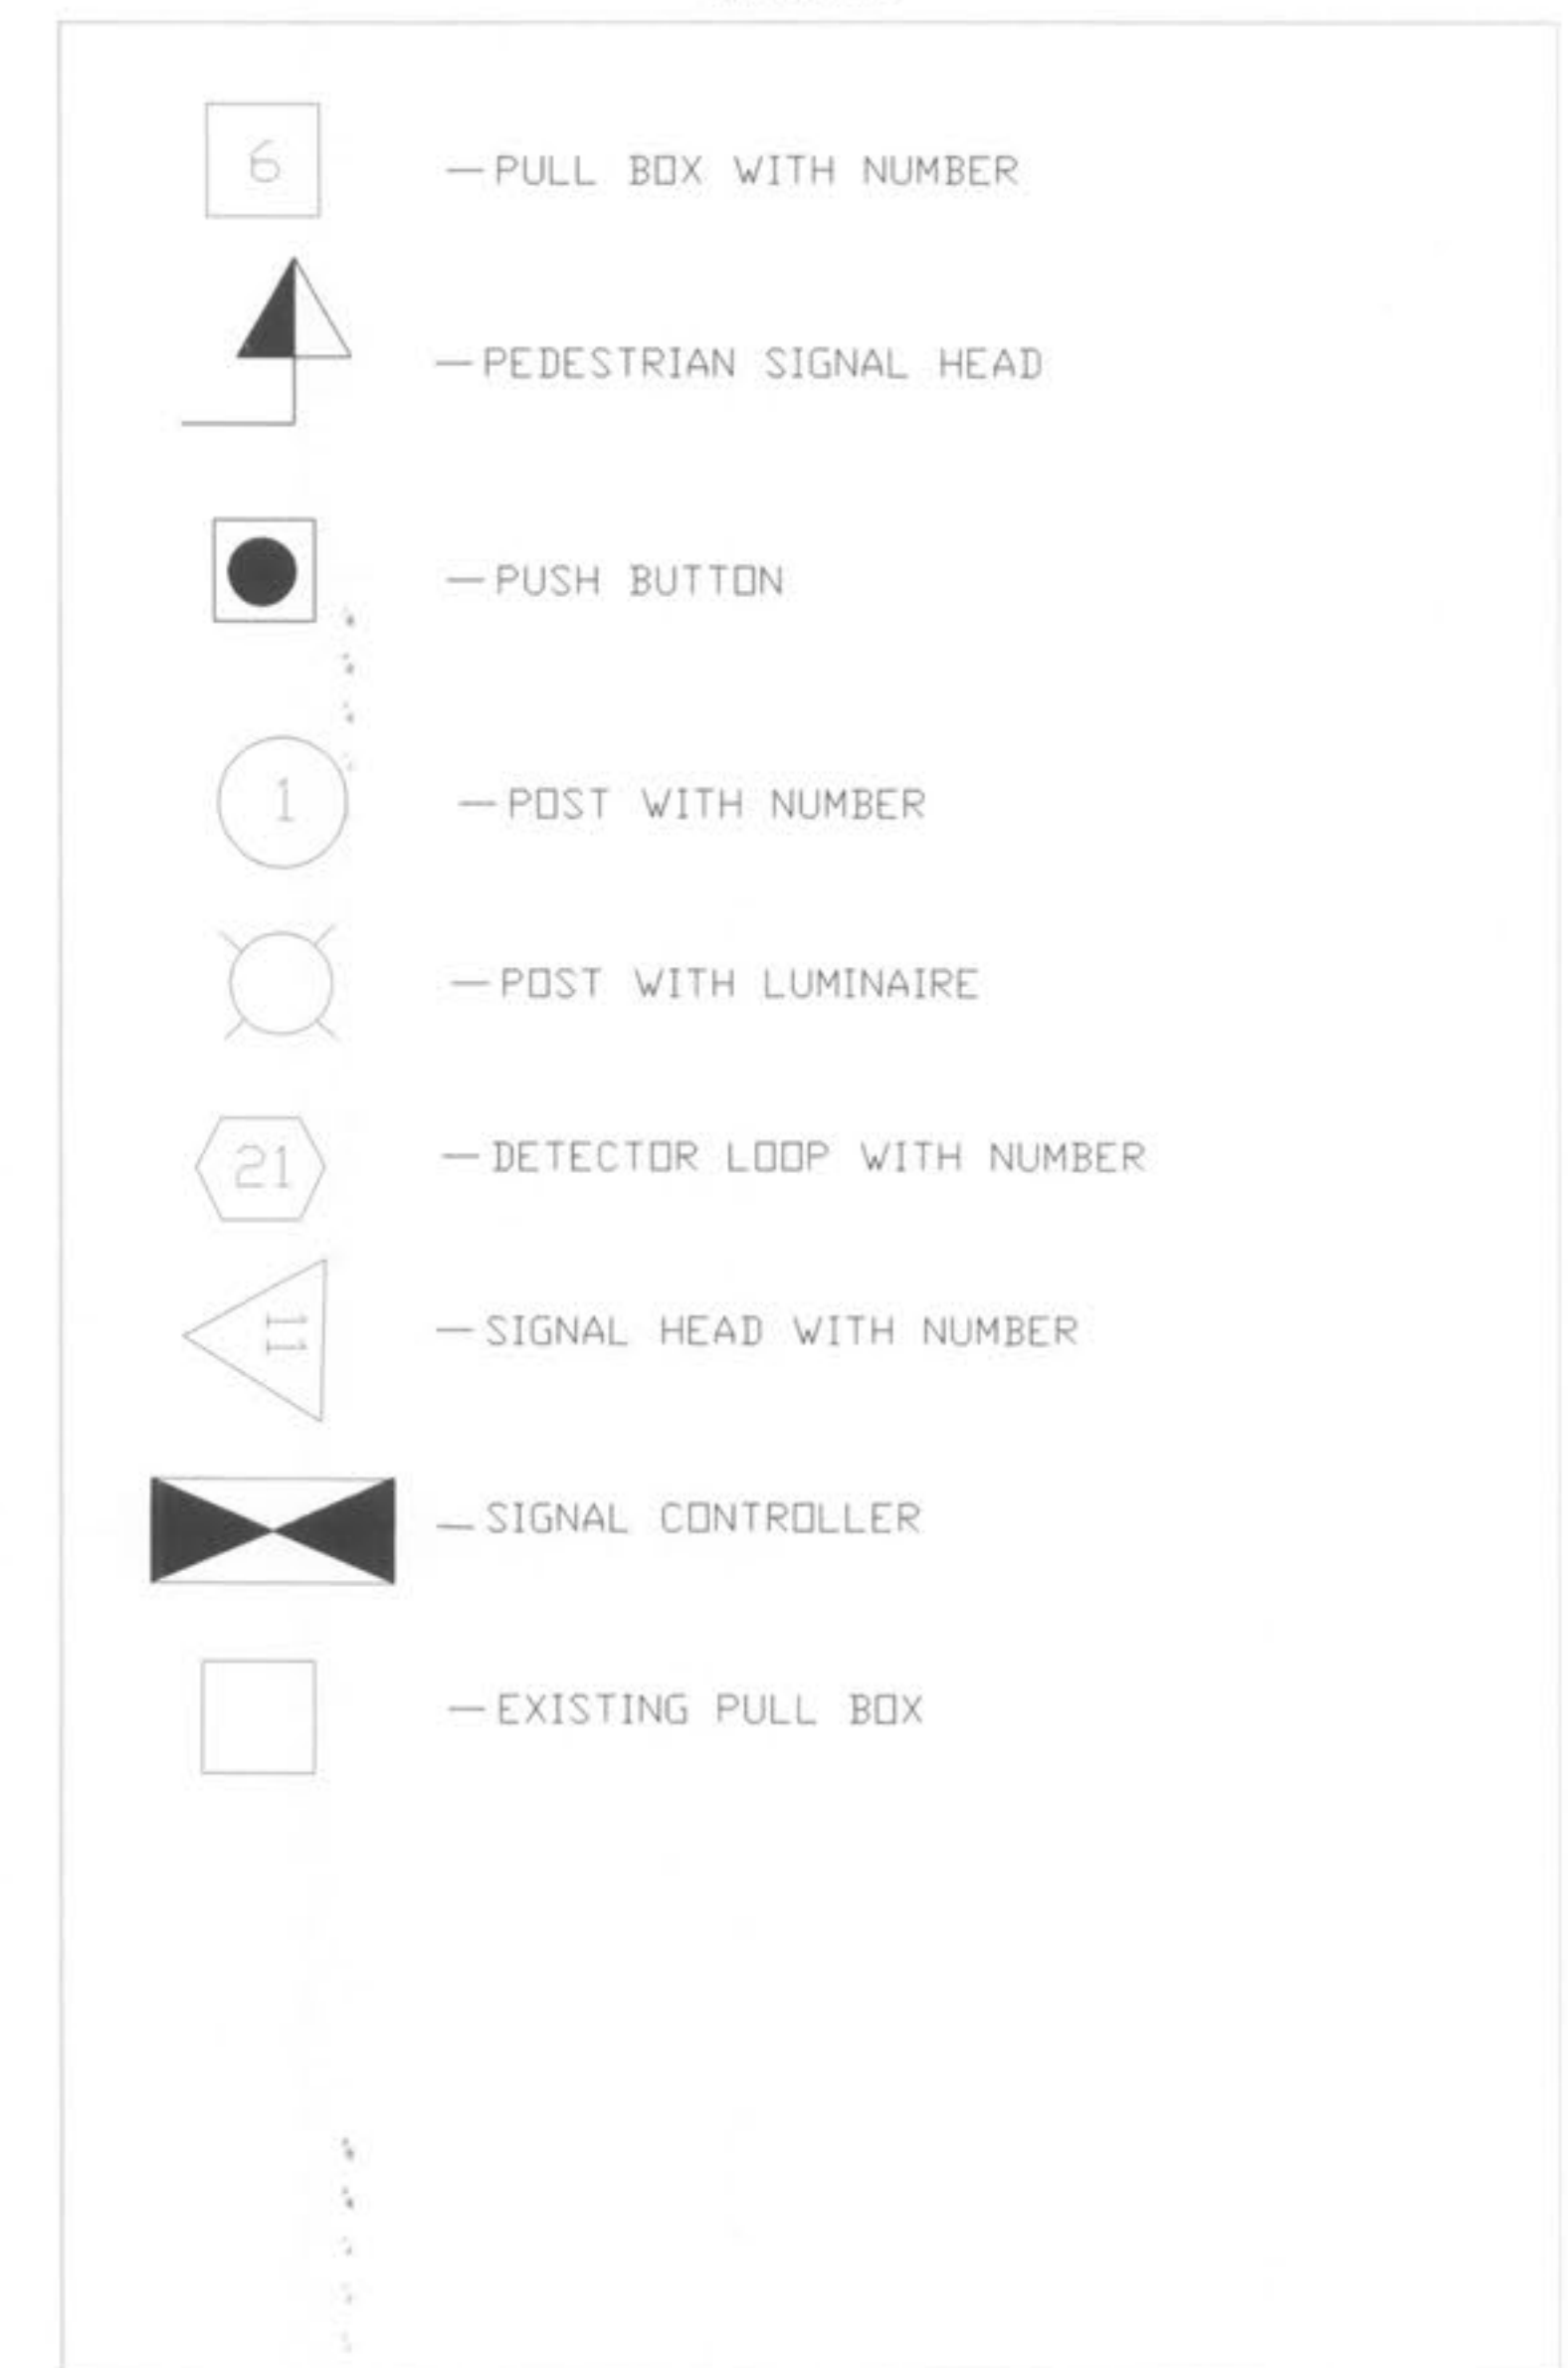 6 —PULL BOX WITH NUMBER
—PEDESTRIAN SIGNAL HEAD
—PUSH BUTTON
1 —POST WITH NUMBER
—POST WITH LUMINAIRE
21 —DETECTOR LOOP WITH NUMBER
11 —SIGNAL HEAD WITH NUMBER
—SIGNAL CONTROLLER
—EXISTING PULL BOX